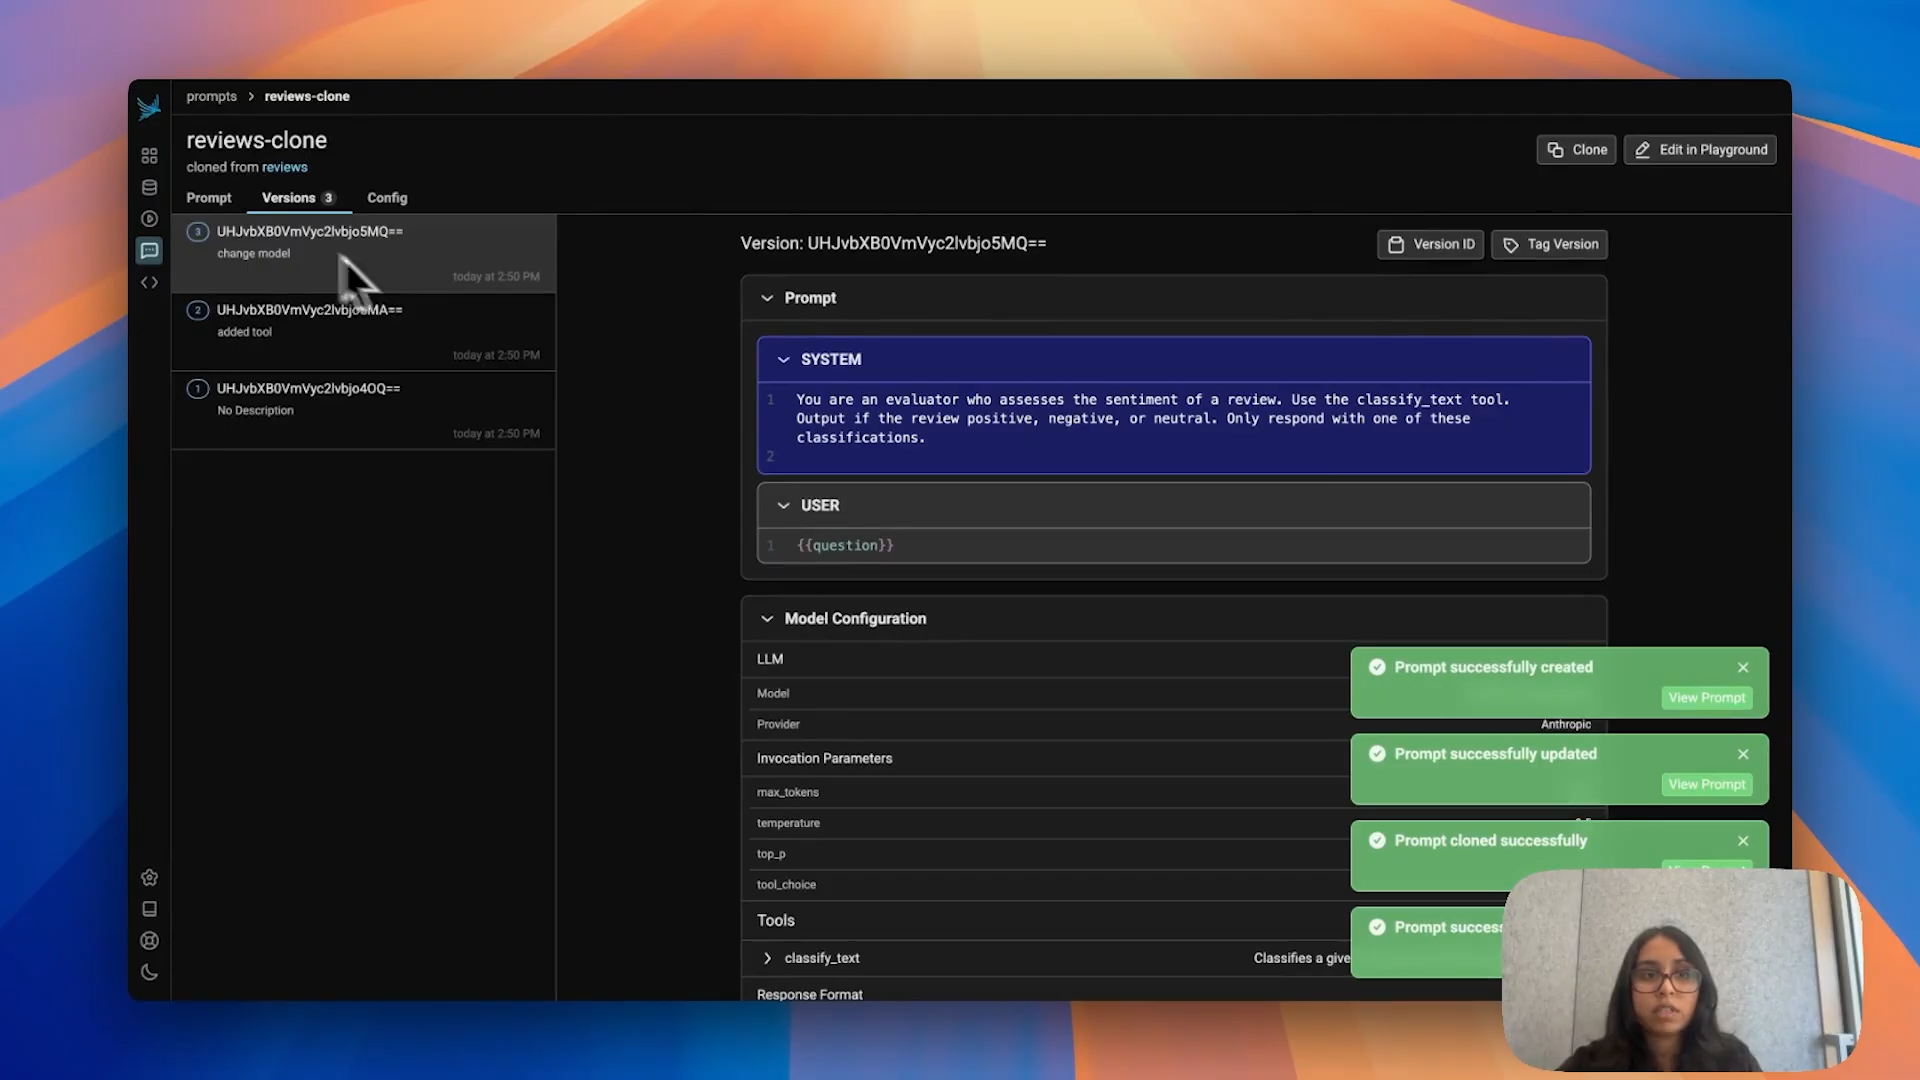 prompts > reviews-clone
reviews-clone
cloned from reviews
Clone
Edit in Playground
Prompt
Versions 3
Config
3 UHJvbXB0VmVyc2lvbjo5MQ==
change model
today at 2:50 PM
2
added tool
today at 2:50 PM
1 UHJvbXB0VmVyc2lvbjo4OQ==
No Description
today at 2:50 PM
Version: UHJvbXB0VmVyc2lvbjo5MQ==
Version ID
Tag Version
Prompt
SYSTEM
1 You are an evaluator who assesses the sentiment of a review. Use the classify_text tool.
Output if the review positive, negative, or neutral. Only respond with one of these
classifications.
2
USER
1 {{question}}
Model Configuration
LLM
Model
Provider Anthropic
Invocation Parameters
max_tokens
temperature
top_p
tool_choice
Tools
classify_text Classifies a give
Response Format
Prompt successfully created
View Prompt
Prompt successfully updated
View Prompt
Prompt cloned successfully
Prompt success